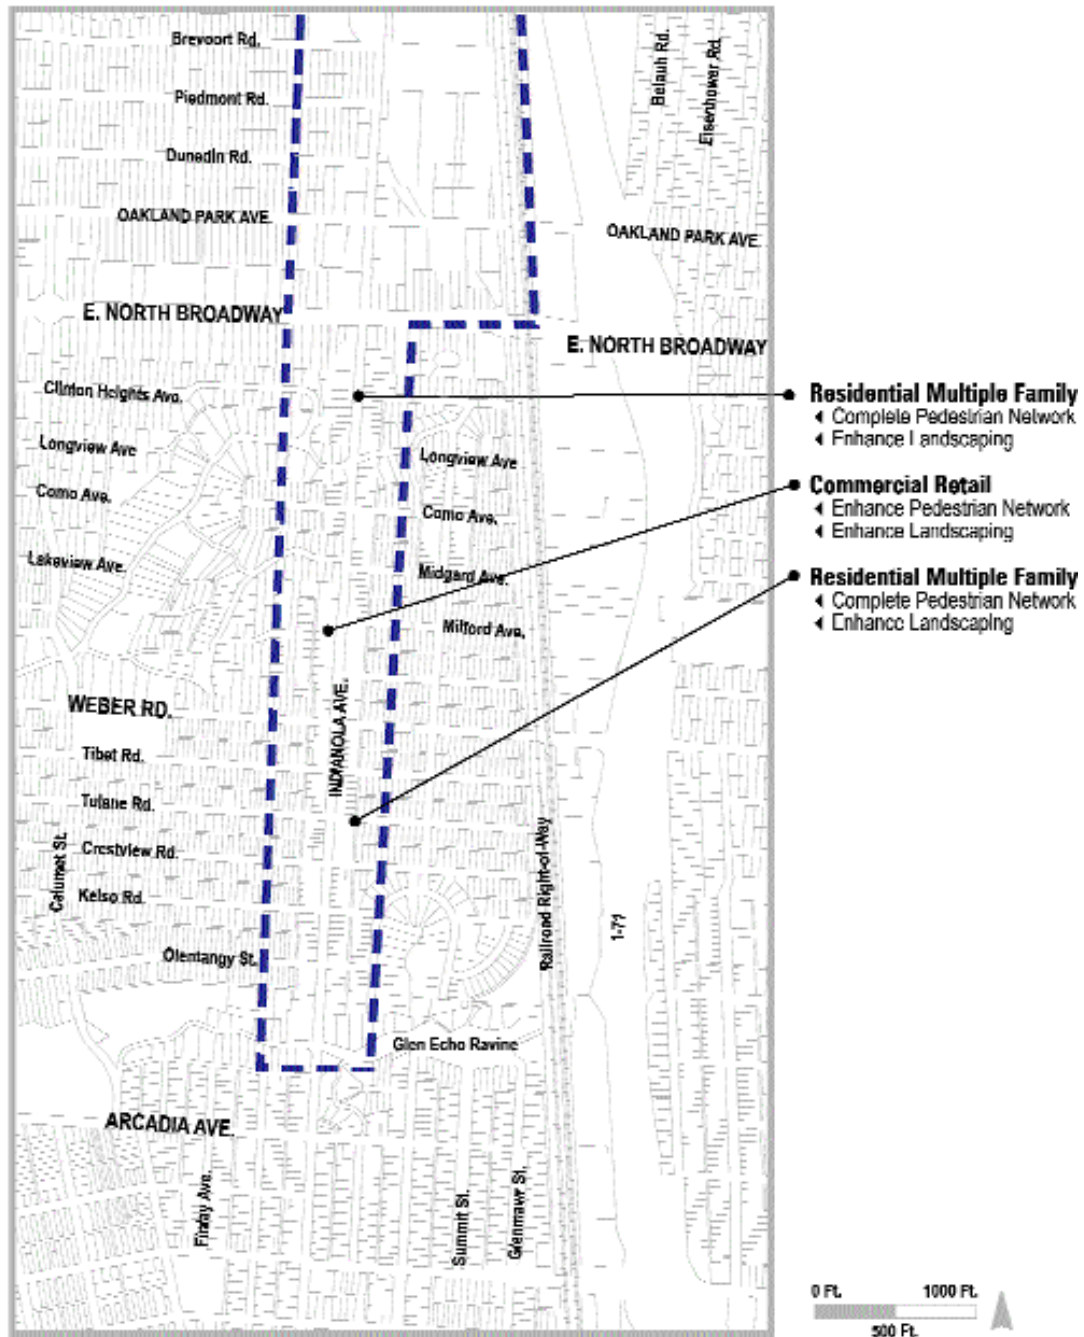 Brevoort Rd.
Belauh Rd.
Eisenhower Rd.
Piedmont Rd.
Dunedin Rd.
OAKLAND PARK AVE.
OAKLAND PARK AVE.
E. NORTH BROADWAY
E. NORTH BROADWAY
Clinton Heights Ave.
Residential Multiple Family
Complete Pedestrian Network
Enhance Landscaping
Longview Ave
Longview Ave
Como Ave.
Como Ave.
Commercial Retail
Enhance Pedestrian Network
Enhance Landscaping
Lakeview Ave.
Midgard Ave.
Residential Multiple Family
Complete Pedestrian Network
Enhance Landscaping
Milford Ave.
WEBER RD.
INDIANOLA AVE.
Tibet Rd.
Tulane Rd.
Crestview Rd.
Calumet St.
Kelso Rd.
Railroad Right-of-Way
I-71
Olentangy St.
Glen Echo Ravine
ARCADIA AVE.
Findlay Ave.
Summit St.
Glenmawr St.
0 Ft.
1000 Ft.
500 Ft.